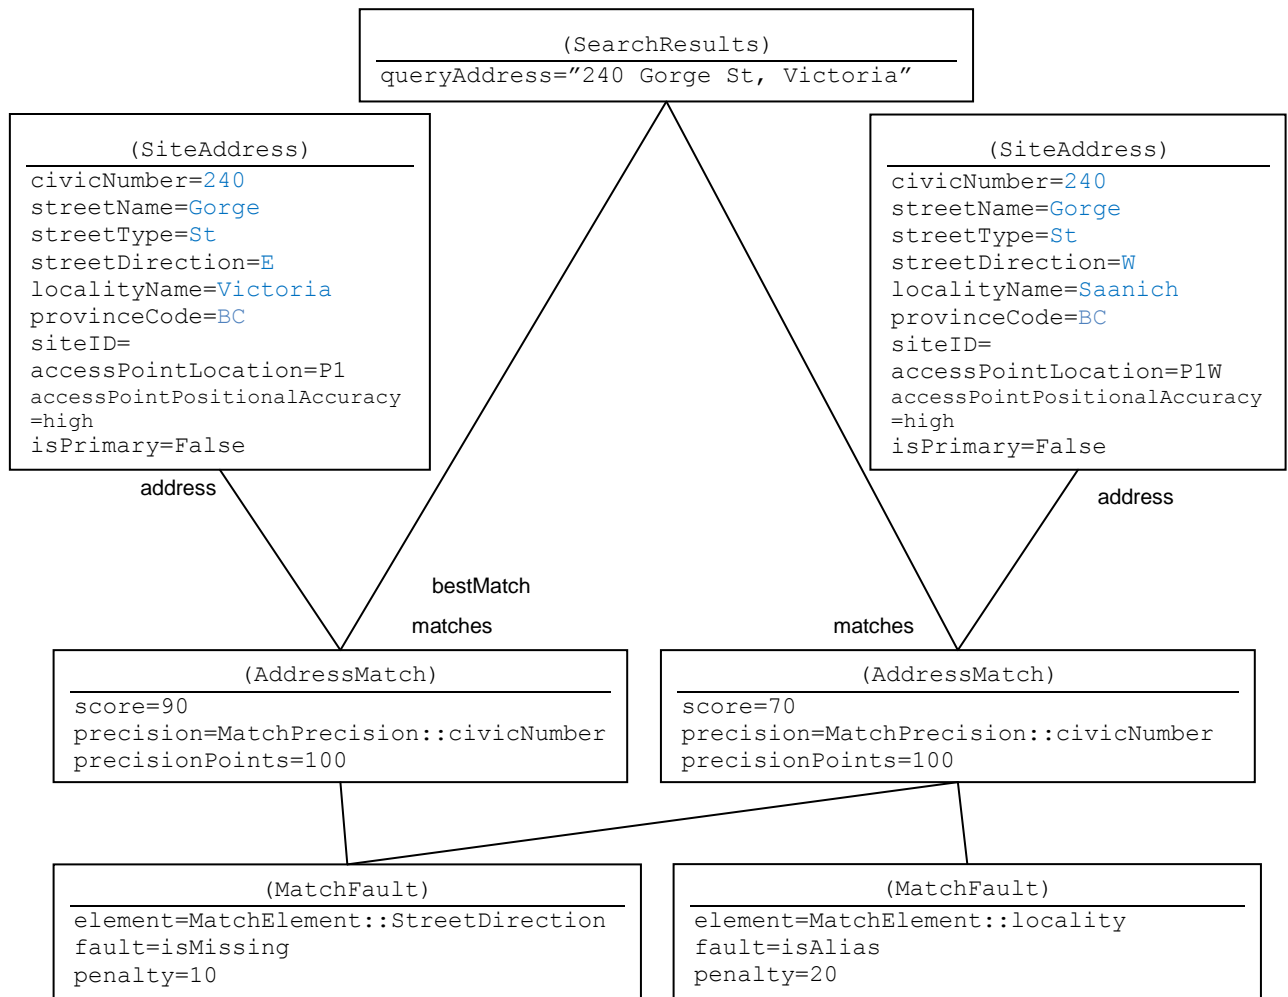 (SearchResults)
queryAddress=”240 Gorge St, Victoria”
(SiteAddress)
civicNumber=240
streetName=Gorge
streetType=St
streetDirection=E
localityName=Victoria
provinceCode=BC
siteID=
accessPointLocation=P1
accessPointPositionalAccuracy
=high
isPrimary=False
(SiteAddress)
civicNumber=240
streetName=Gorge
streetType=St
streetDirection=W
localityName=Saanich
provinceCode=BC
siteID=
accessPointLocation=P1W
accessPointPositionalAccuracy
=high
isPrimary=False
address
address
bestMatch
matches
matches
(AddressMatch)
score=90
precision=MatchPrecision::civicNumber
precisionPoints=100
(AddressMatch)
score=70
precision=MatchPrecision::civicNumber
precisionPoints=100
(MatchFault)
element=MatchElement::StreetDirection
fault=isMissing
penalty=10
(MatchFault)
element=MatchElement::locality
fault=isAlias
penalty=20